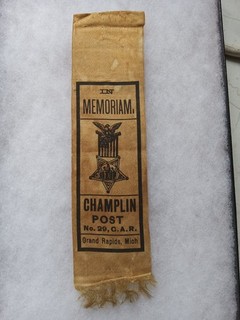 IN
MEMORIAM.
CHAMPLIN
POST
No. 29, G. A. R.
Grand Rapids, Mich